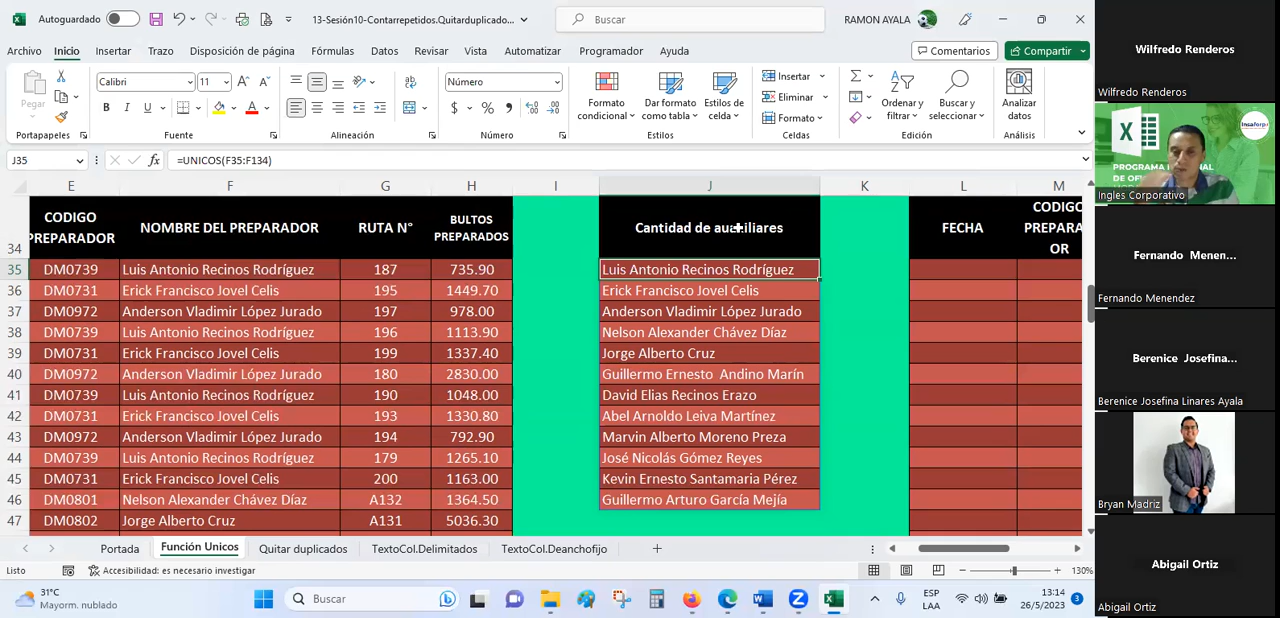 Autoguardado
13-Sesión10-Contarrepetidos.Quitarduplicado...
Buscar
RAMON AYALA
Archivo Inicio Insertar Trazo Disposición de página Fórmulas Datos Revisar Vista Automatizar Programador Ayuda
Comentarios
Compartir
Pegar
Calibri 11
N K S
Número
Formato condicional
Dar formato como tabla
Estilos de celda
Insertar
Eliminar
Formato
Ordenar y filtrar
Buscar y seleccionar
Analizar datos
Portapapeles Fuente Alineación Número Estilos Celdas Edición Análisis
J35
fx =UNICOS(F35:F134)
E F G H I J K L M
34 CODIGO PREPARADOR NOMBRE DEL PREPARADOR RUTA N° BULTOS PREPARADOS Cantidad de auxiliares FECHA CODIGO PREPARA OR
35 DM0739 Luis Antonio Recinos Rodríguez 187 735.90 Luis Antonio Recinos Rodríguez
36 DM0731 Erick Francisco Jovel Celis 195 1449.70 Erick Francisco Jovel Celis
37 DM0972 Anderson Vladimir López Jurado 197 978.00 Anderson Vladimir López Jurado
38 DM0739 Luis Antonio Recinos Rodríguez 196 1113.90 Nelson Alexander Chávez Díaz
39 DM0731 Erick Francisco Jovel Celis 199 1337.40 Jorge Alberto Cruz
40 DM0972 Anderson Vladimir López Jurado 180 2830.00 Guillermo Ernesto Andino Marín
41 DM0739 Luis Antonio Recinos Rodríguez 190 1048.00 David Elias Recinos Erazo
42 DM0731 Erick Francisco Jovel Celis 193 1330.80 Abel Arnoldo Leiva Martínez
43 DM0972 Anderson Vladimir López Jurado 194 792.90 Marvin Alberto Moreno Preza
44 DM0739 Luis Antonio Recinos Rodríguez 179 1265.10 José Nicolás Gómez Reyes
45 DM0731 Erick Francisco Jovel Celis 200 1163.00 Kevin Ernesto Santamaria Pérez
46 DM0801 Nelson Alexander Chávez Díaz A132 1364.50 Guillermo Arturo García Mejía
47 DM0802 Jorge Alberto Cruz A131 5036.30
Portada Función Unicos Quitar duplicados TextoCol.Delimitados TextoCol.Deanchofijo
Listo
Accesibilidad: es necesario investigar
130%
31°C
Mayorm. nublado
Buscar
ESP
LAA
13:14
26/5/2023
3
Wilfredo Renderos
Wilfredo Renderos
Insaforp
Ingles Corporativo
Fernando Menen...
Fernando Menendez
Berenice Josefina...
Berenice Josefina Linares Ayala
Bryan Madriz
Abigail Ortiz
Abigail Ortiz